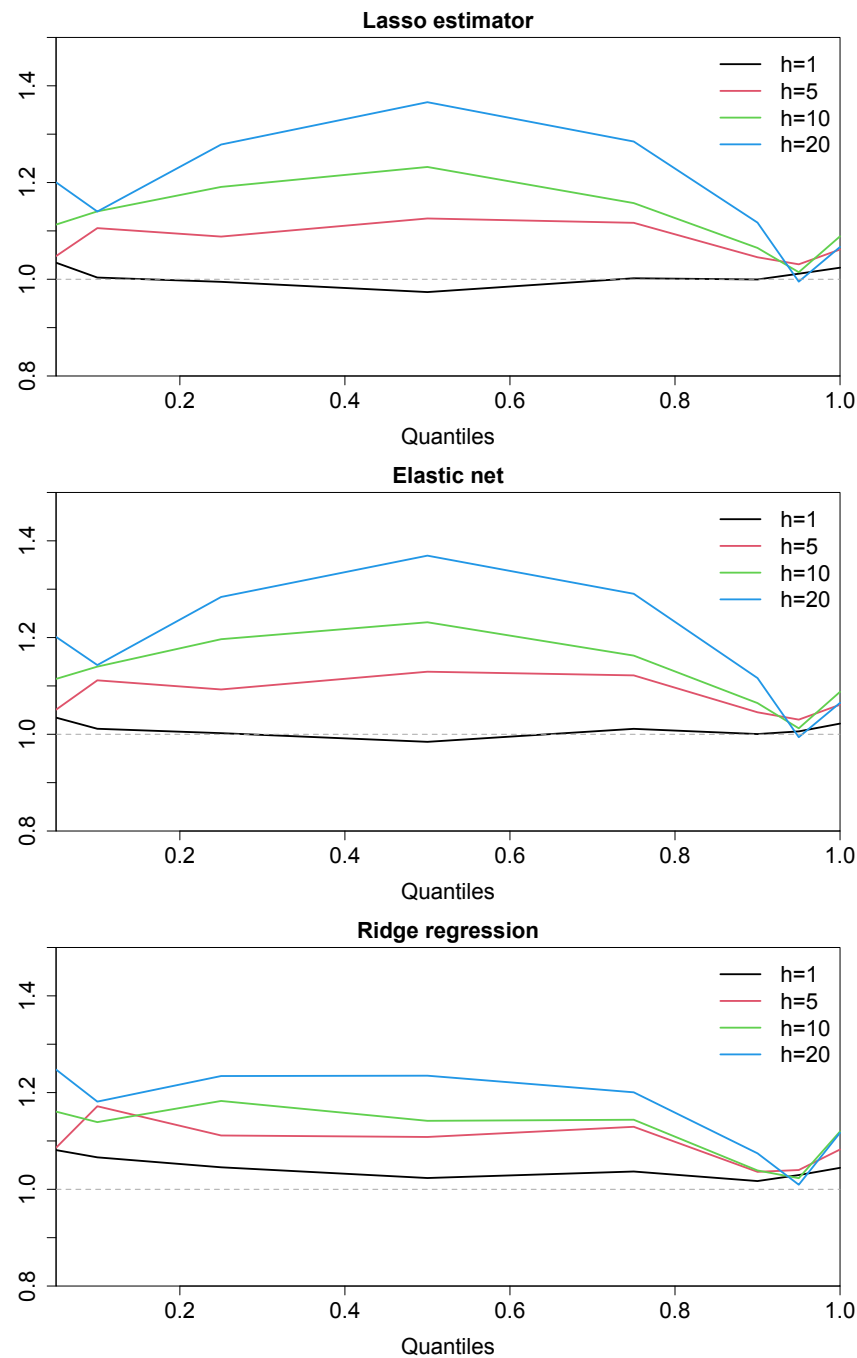 Lasso estimator
1.4
1.2
1.0
0.8
h=1
h=5
h=10
h=20
0.2 0.4 0.6 0.8 1.0
Quantiles
Elastic net
1.4
1.2
1.0
0.8
h=1
h=5
h=10
h=20
0.2 0.4 0.6 0.8 1.0
Quantiles
Ridge regression
1.4
1.2
1.0
0.8
h=1
h=5
h=10
h=20
0.2 0.4 0.6 0.8 1.0
Quantiles